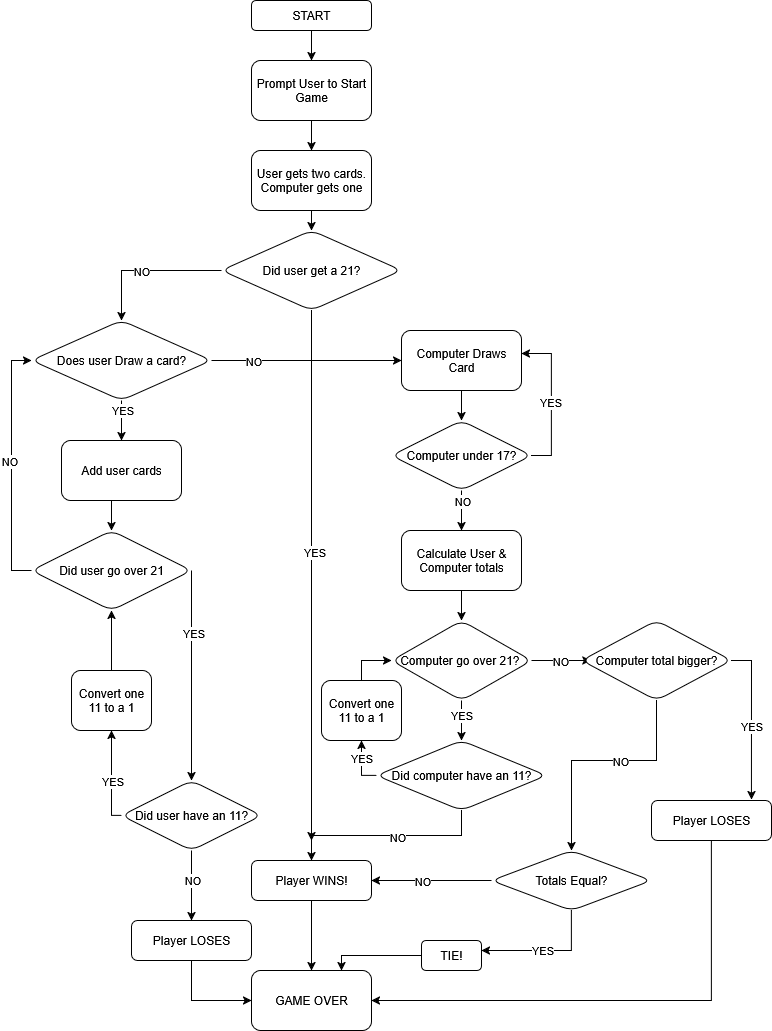 START
Prompt User to Start
Game
User gets two cards.
Computer gets one
Did user get a 21?
NO
Does user Draw a card?
NO
Computer Draws
Card
YES
YES
Add user cards
Computer under 17?
NO
NO
Did user go over 21
YES
Calculate User &
Computer totals
YES
Computer go over 21?
NO
Computer total bigger?
Convert one
11 to a 1
Convert one
11 to a 1
YES
YES
YES
NO
Did computer have an 11?
YES
Did user have an 11?
NO
Player LOSES
NO
Player WINS!
NO
Totals Equal?
Player LOSES
YES
TIE!
GAME OVER